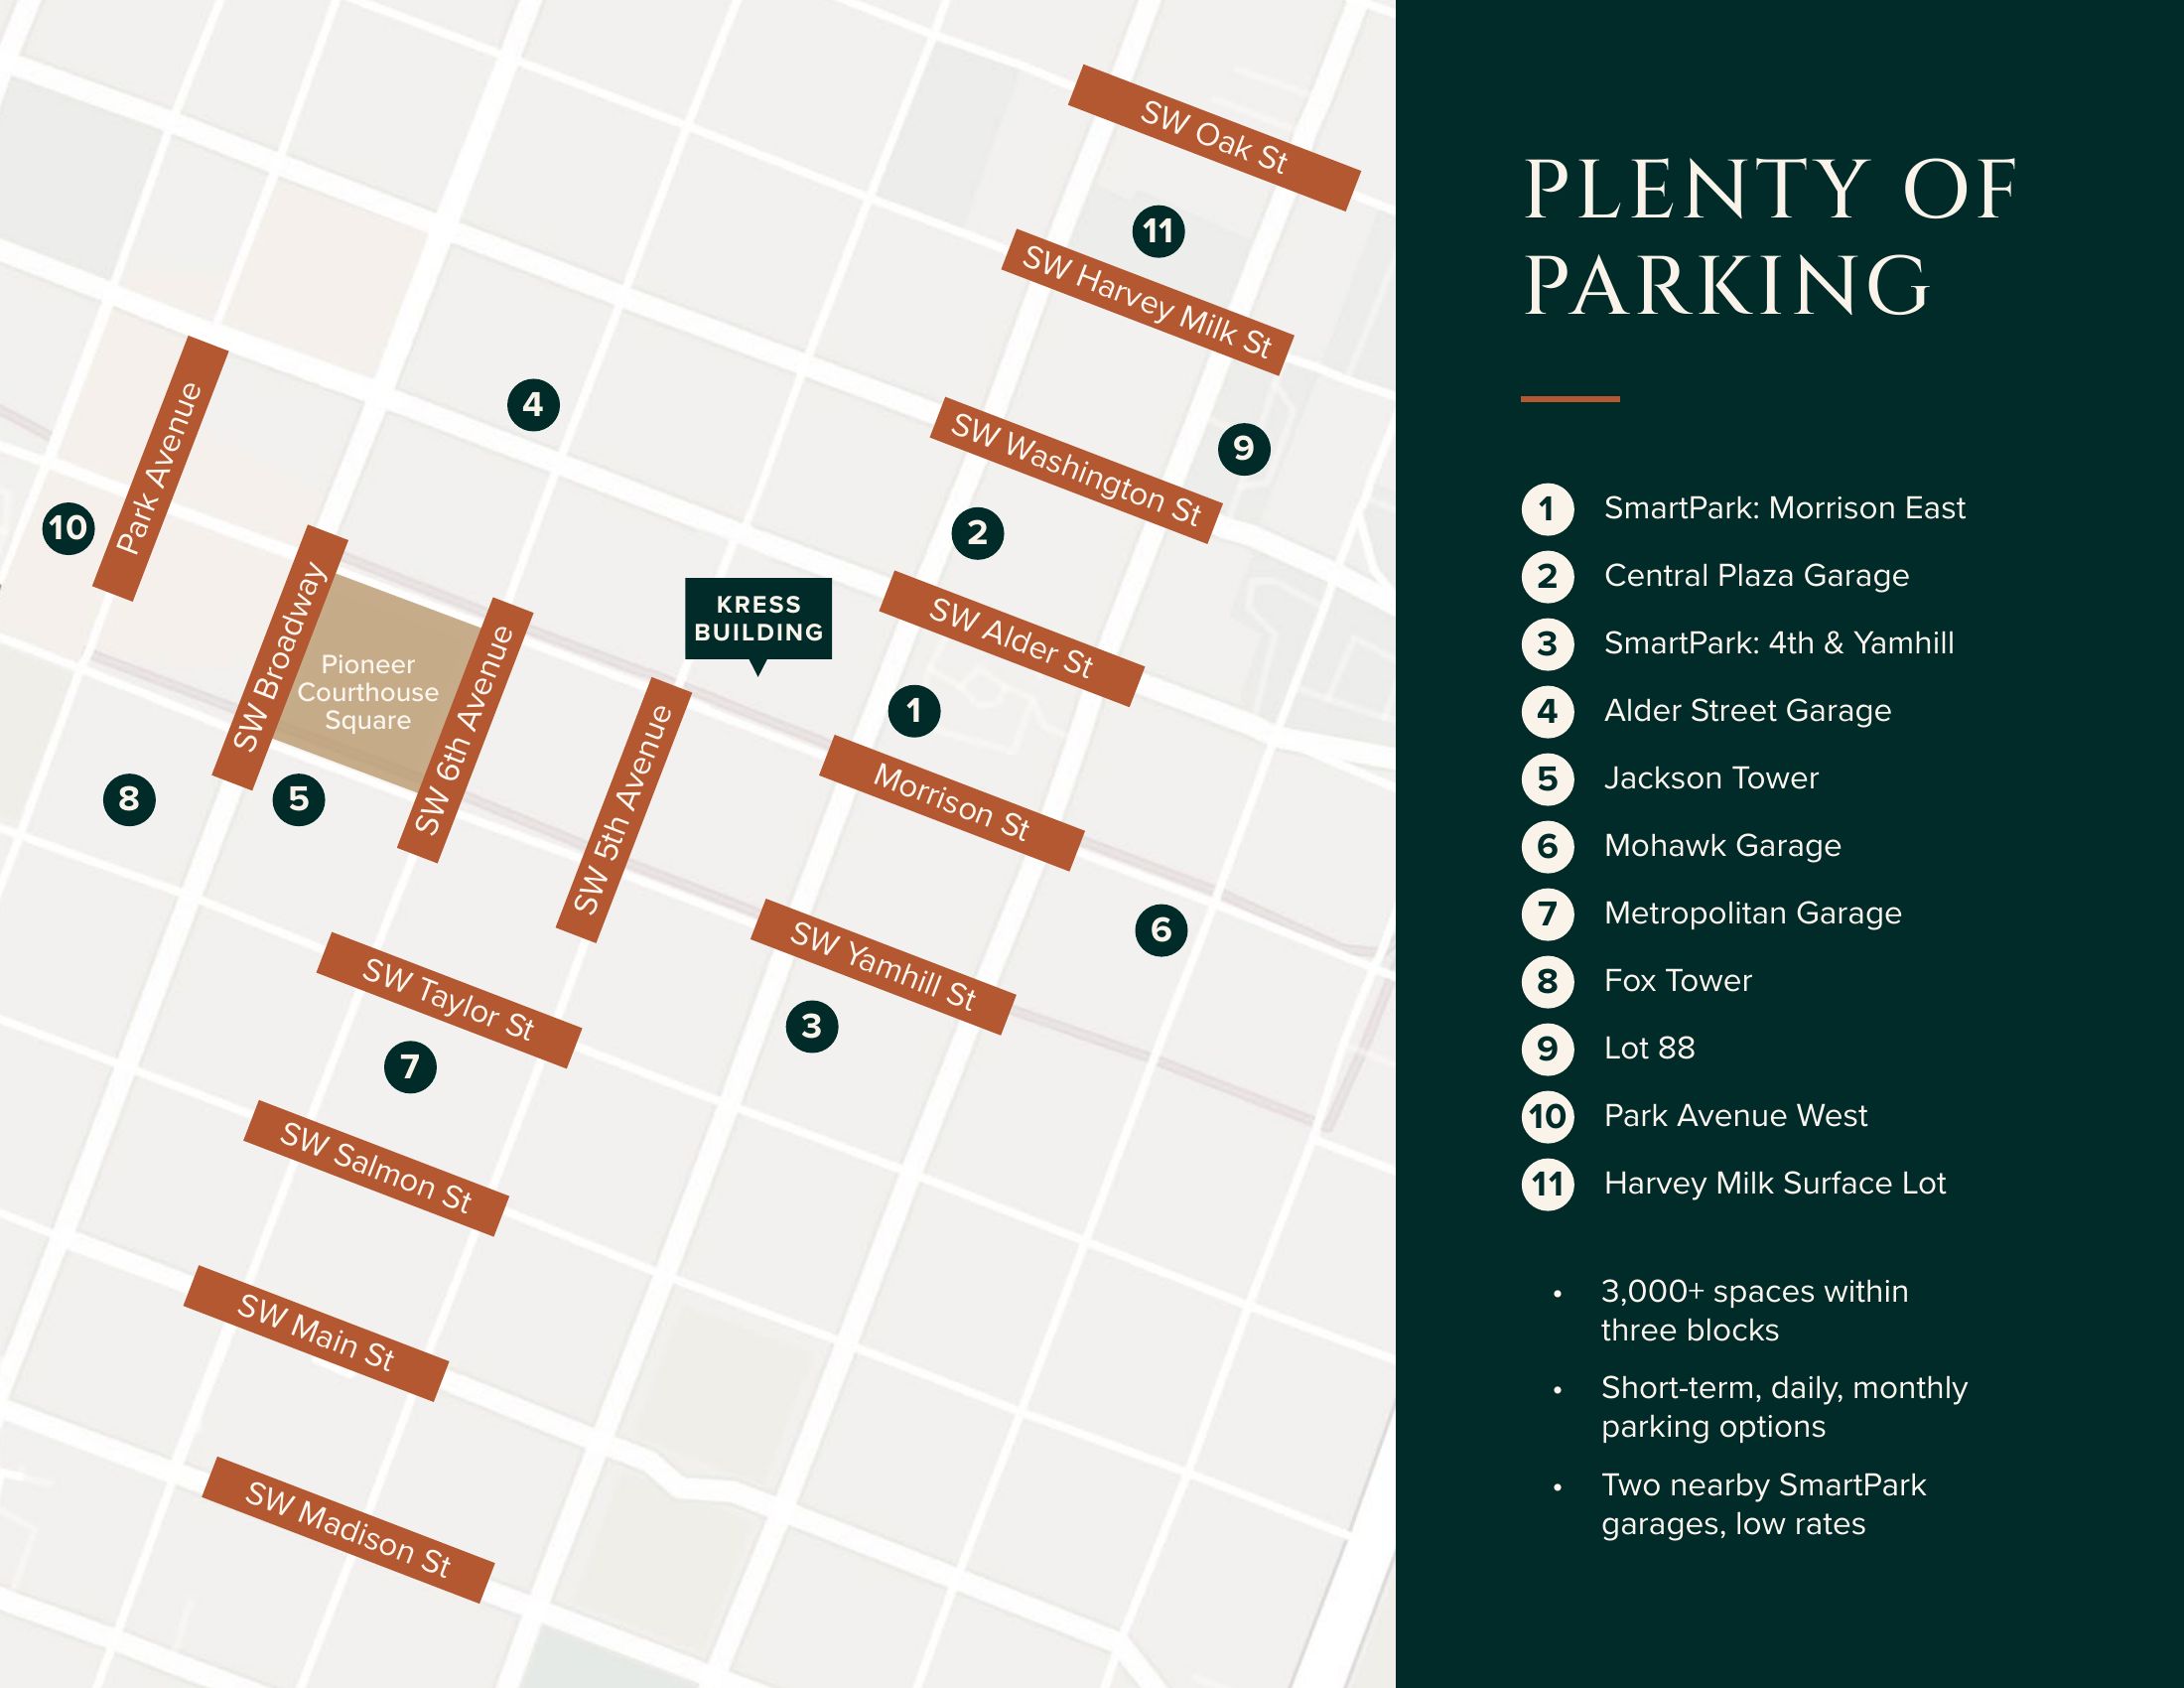 SW Oak St
11
SW Harvey Milk St
4
SW Washington St
9
Park Avenue
10
2
KRESS
BUILDING
SW Alder St
SW Broadway
Pioneer
Courthouse
Square
SW 6th Avenue
SW 5th Avenue
1
Morrison St
8
5
6
SW Yamhill St
SW Taylor St
3
7
SW Salmon St
SW Main St
SW Madison St
PLENTY OF
PARKING
1 SmartPark: Morrison East
2 Central Plaza Garage
3 SmartPark: 4th & Yamhill
4 Alder Street Garage
5 Jackson Tower
6 Mohawk Garage
7 Metropolitan Garage
8 Fox Tower
9 Lot 88
10 Park Avenue West
11 Harvey Milk Surface Lot
• 3,000+ spaces within
three blocks
• Short-term, daily, monthly
parking options
• Two nearby SmartPark
garages, low rates